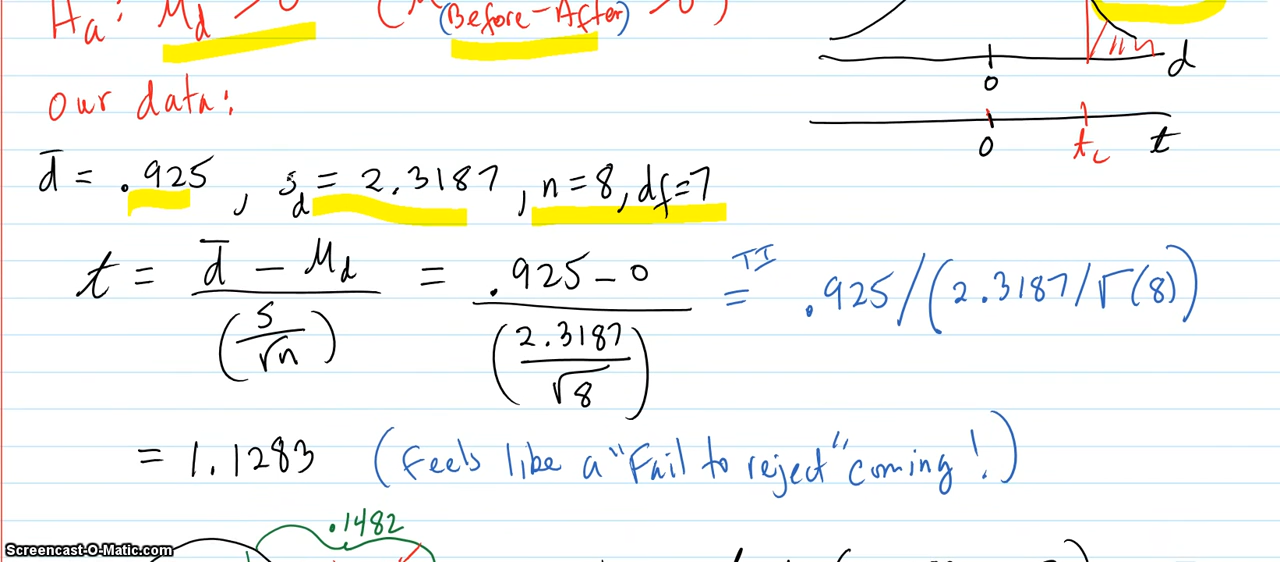 Ha: μd > 0 (μ(Before-After) > 0)
d
0
our data:
0 tc t
d̄ = .925, sd = 2.3187, n=8, df=7
t = (d̄ - μd) / (s/√n) = (.925 - 0) / (2.3187/√8) TI = .925/(2.3187/√(8))
= 1.1283 (Feels like a "Fail to reject" coming!)
.1482
Screencast-O-Matic.com